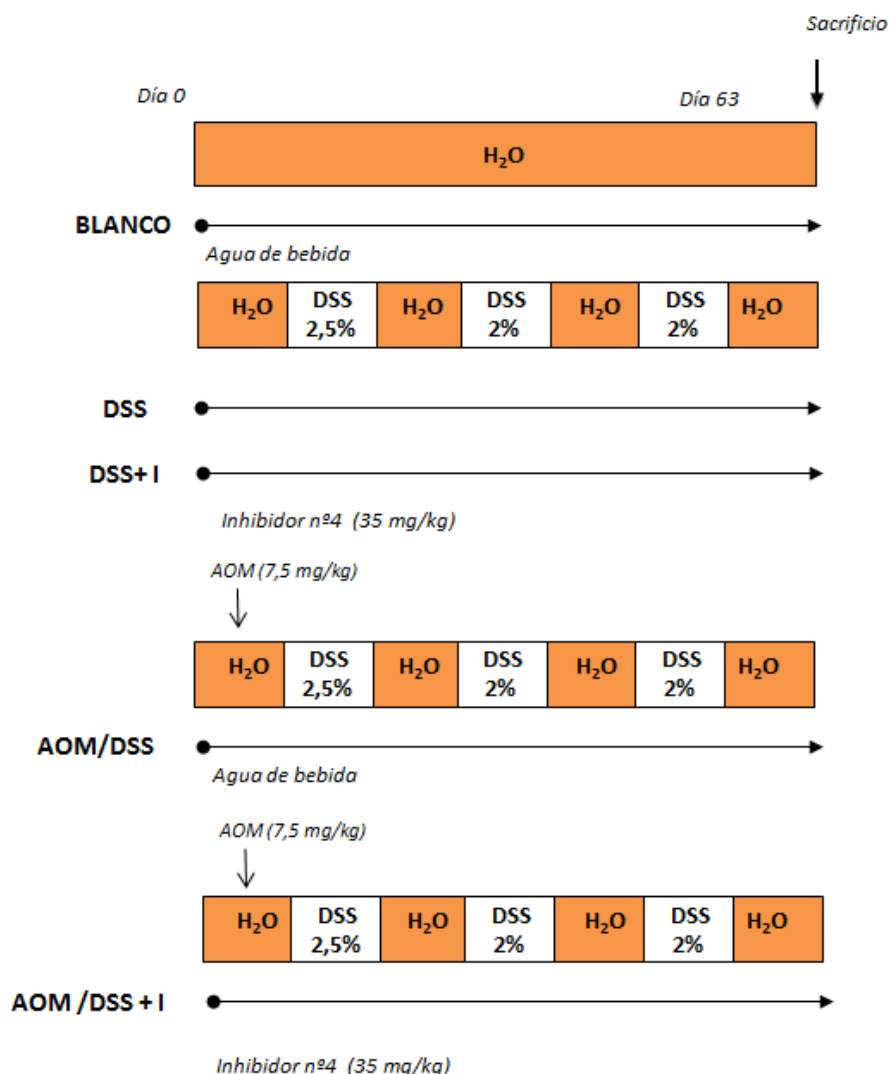 Sacrificio
Día 0
Día 63
H₂O
BLANCO
Agua de bebida
H₂O DSS 2,5% H₂O DSS 2% H₂O DSS 2% H₂O
DSS
DSS+ I
Inhibidor nº4 (35 mg/kg)
AOM (7,5 mg/kg)
H₂O DSS 2,5% H₂O DSS 2% H₂O DSS 2% H₂O
AOM/DSS
Agua de bebida
AOM (7,5 mg/kg)
H₂O DSS 2,5% H₂O DSS 2% H₂O DSS 2% H₂O
AOM /DSS + I
Inhibidor nº4 (35 mg/kg)